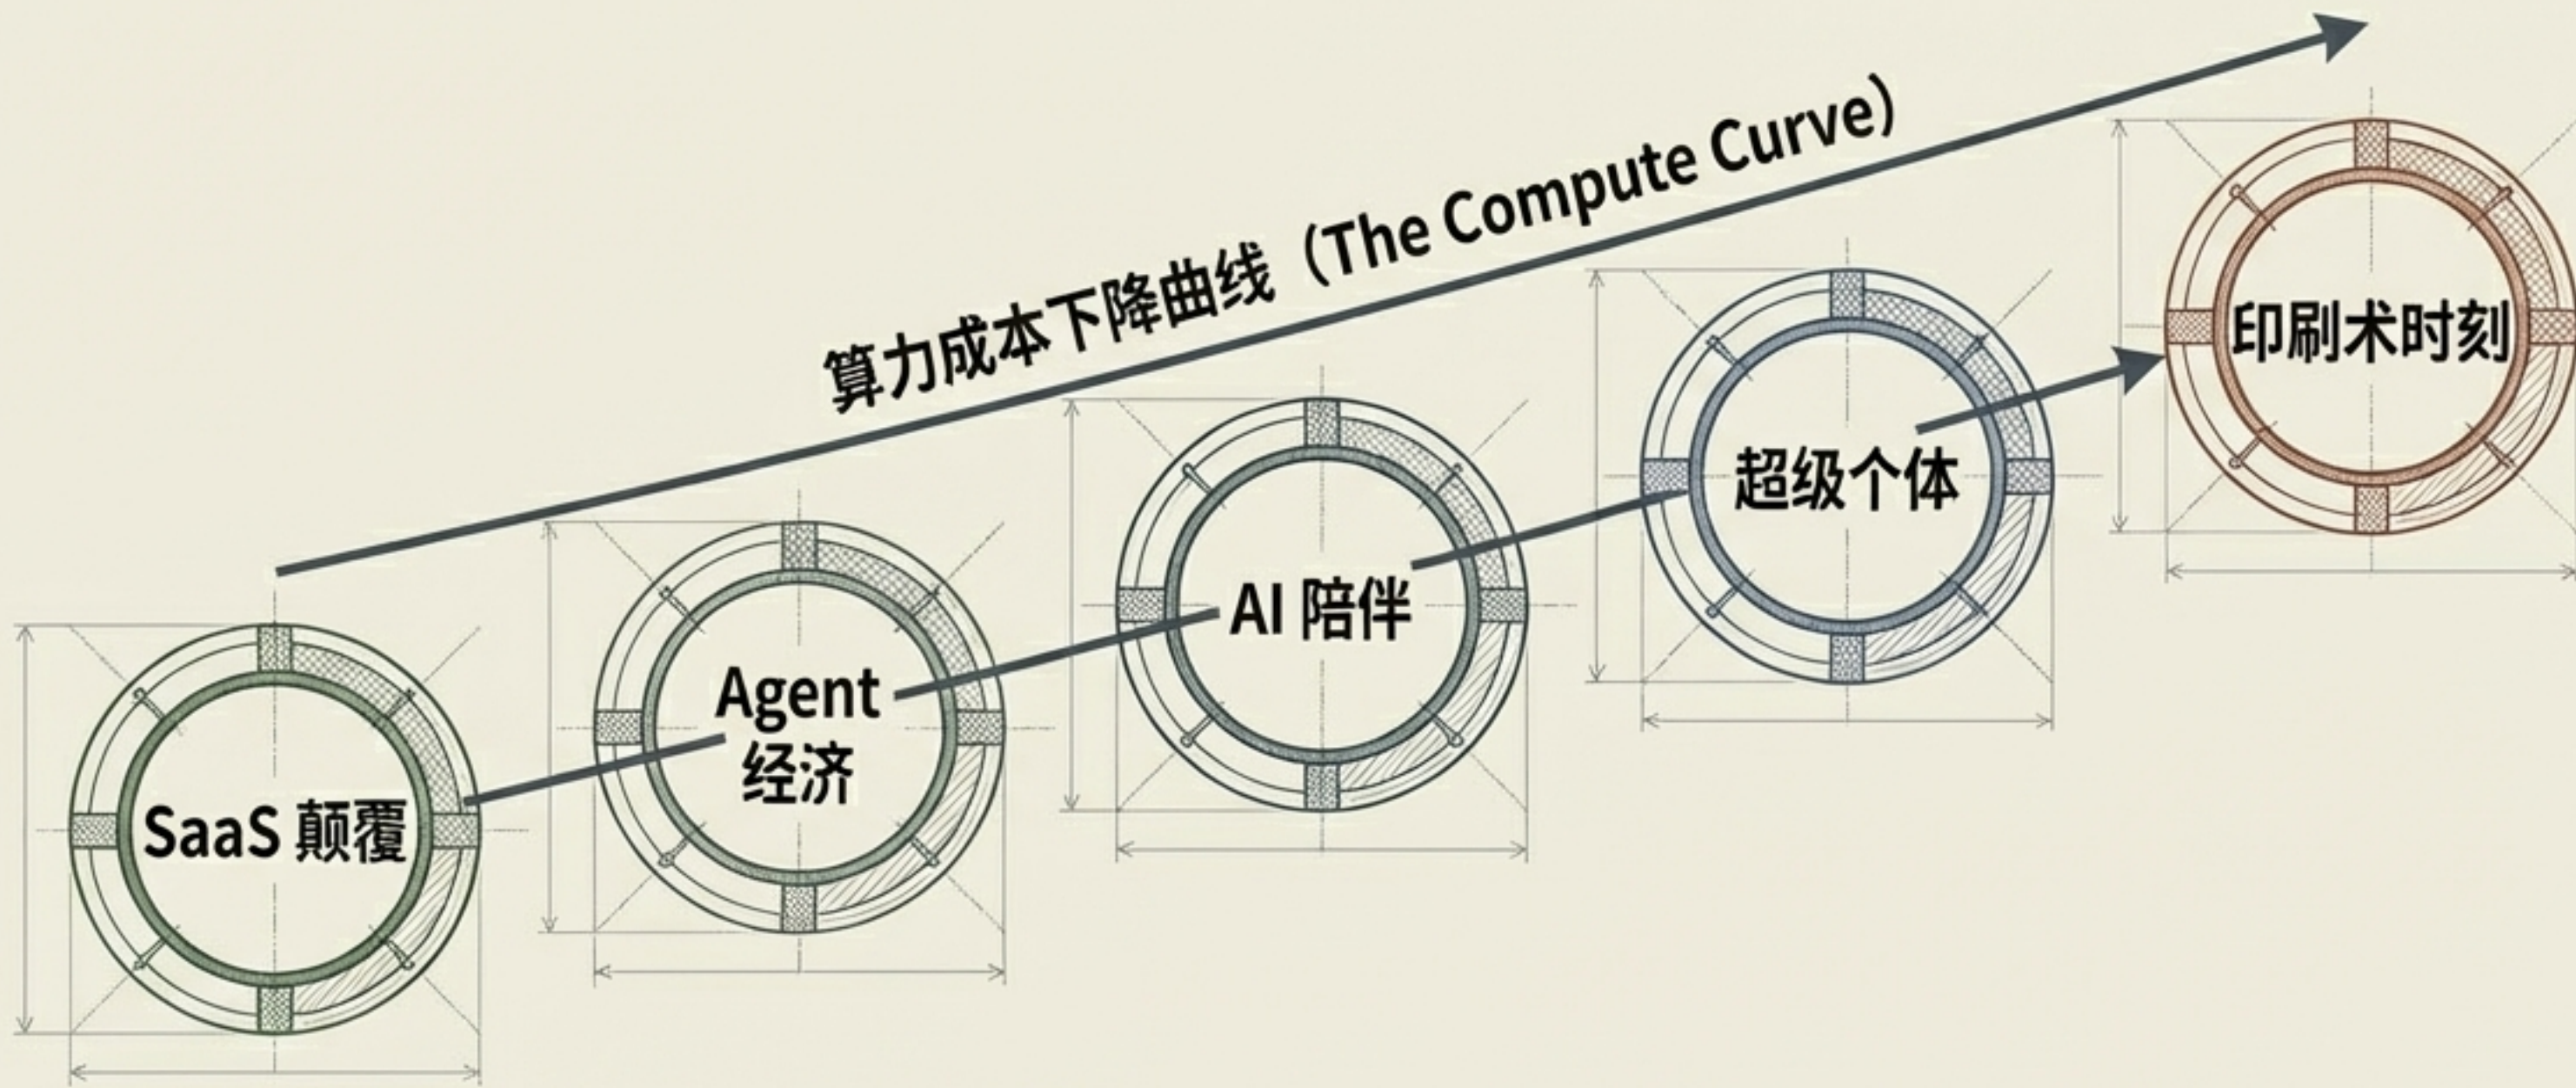 算力成本下降曲线（The Compute Curve）
SaaS 颠覆
Agent
经济
AI 陪伴
超级个体
印刷术时刻